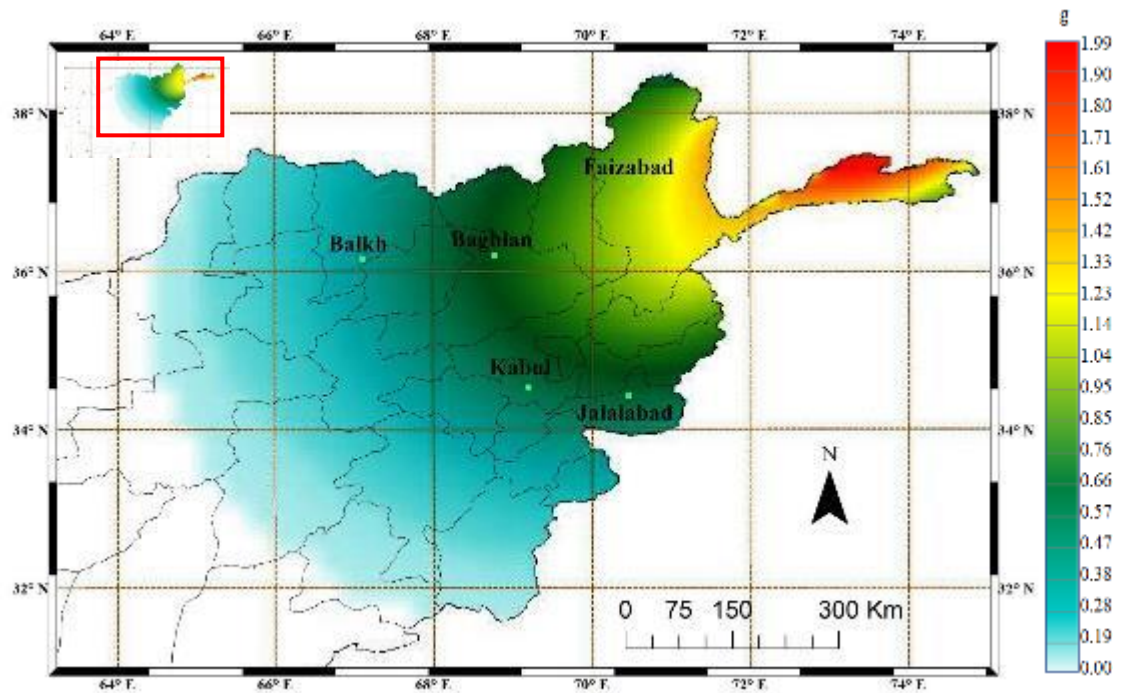 g
64° E 66° E 68° E 70° E 72° E 74° E
1.99
1.90
1.80
1.71
1.61
1.52
1.42
1.33
1.23
1.14
1.04
0.95
0.85
0.76
0.66
0.57
0.47
0.38
0.28
0.19
0.00
38° N 38° N
Faizabad
Balkh Baghlan
36° N 36° N
Kabul
Jalalabad
34° N 34° N
N
32° N 32° N
0 75 150 300 Km
64° E 66° E 68° E 70° E 72° E 74° E